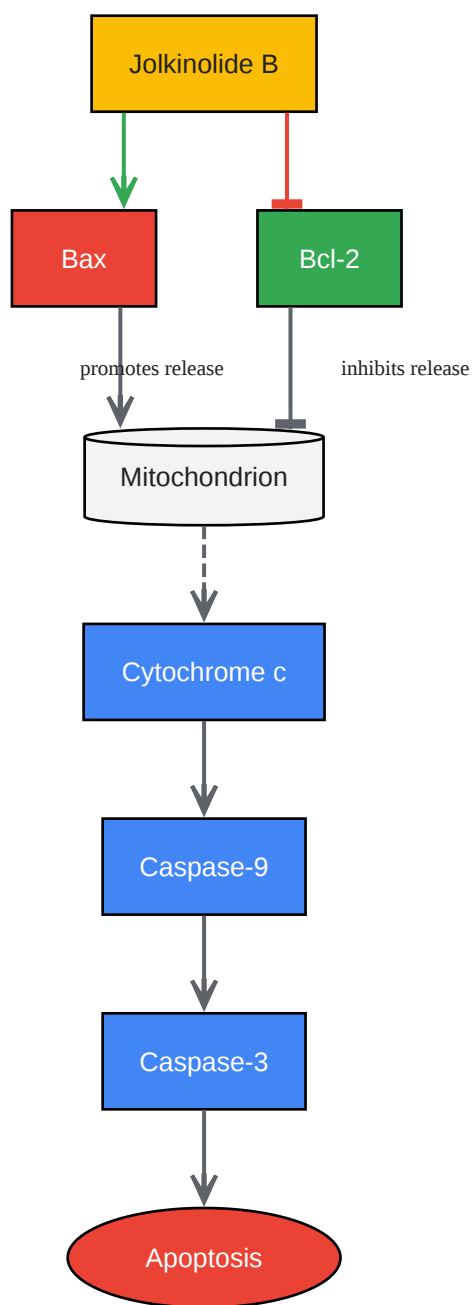 Jolkinolide B
Bax
Bcl-2
promotes release
inhibits release
Mitochondrion
Cytochrome c
Caspase-9
Caspase-3
Apoptosis